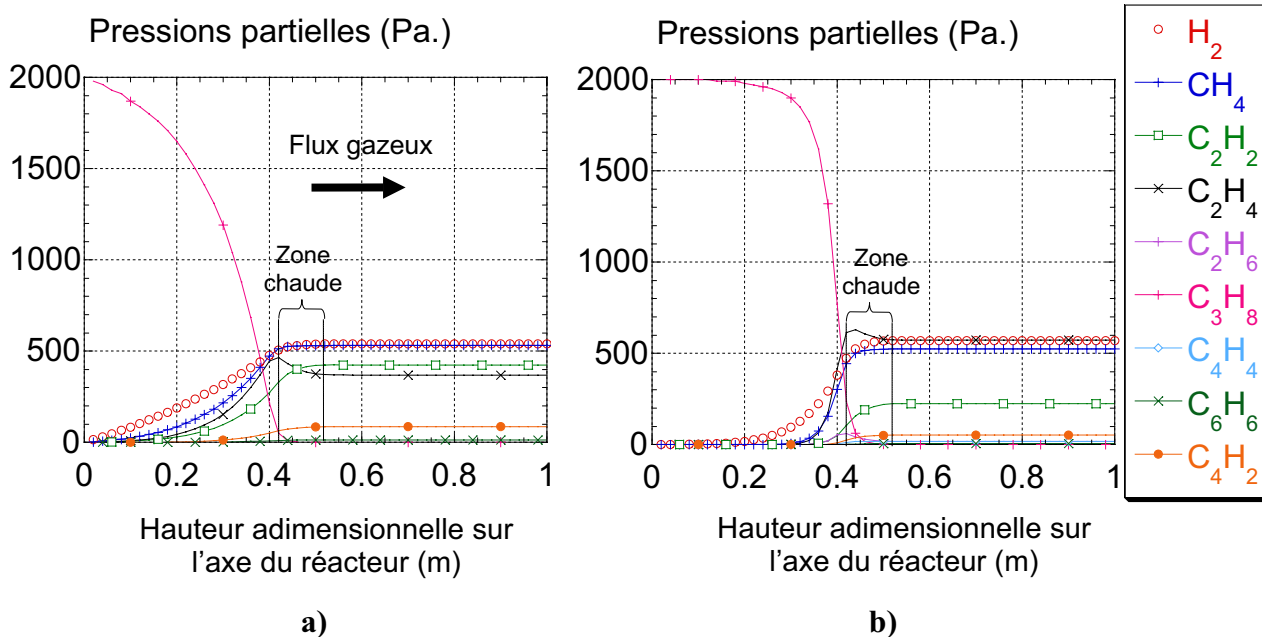 Pressions partielles (Pa.)
2000
1500
1000
500
0
Flux gazeux
Zone
chaude
0 0.2 0.4 0.6 0.8 1
Hauteur adimensionnelle sur
l'axe du réacteur (m)
a)
Pressions partielles (Pa.)
2000
1500
1000
500
0
Zone
chaude
0 0.2 0.4 0.6 0.8 1
Hauteur adimensionnelle sur
l'axe du réacteur (m)
b)
H2
CH4
C2H2
C2H4
C2H6
C3H8
C4H4
C6H6
C4H2